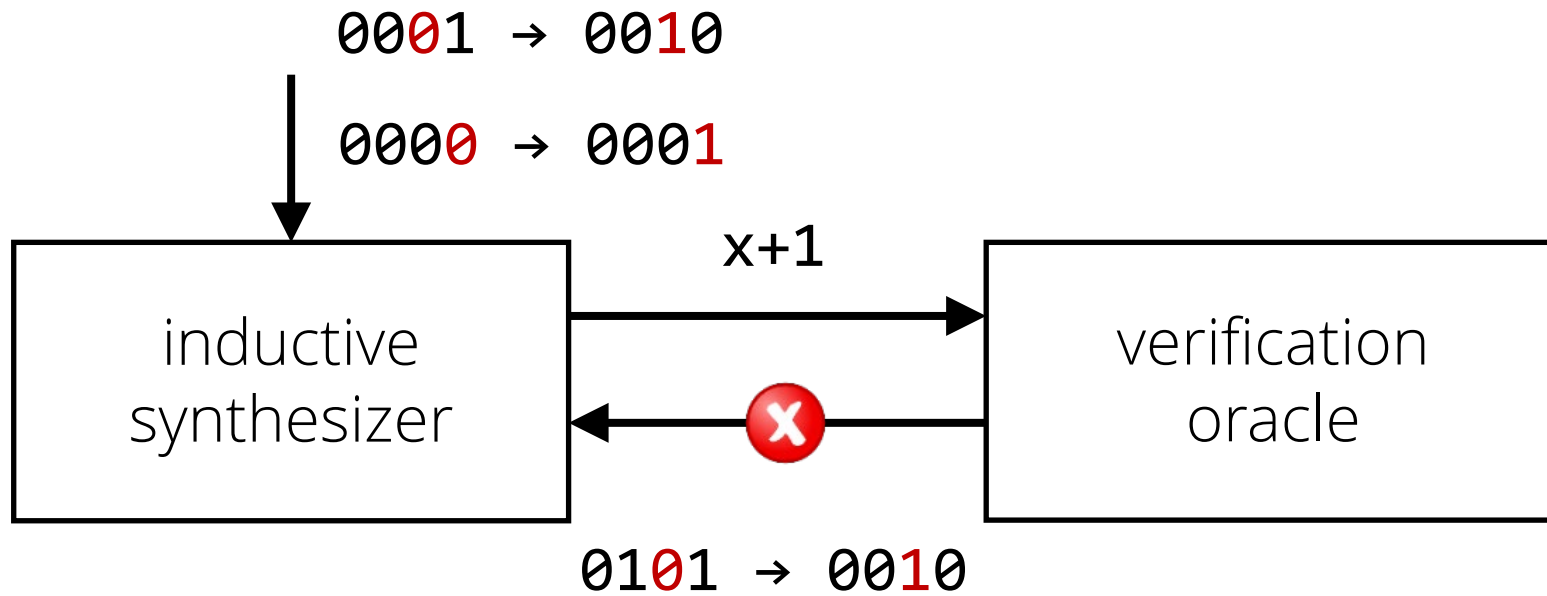 0001 → 0010
0000 → 0001
x+1
inductive
synthesizer
verification
oracle
0101 → 0010